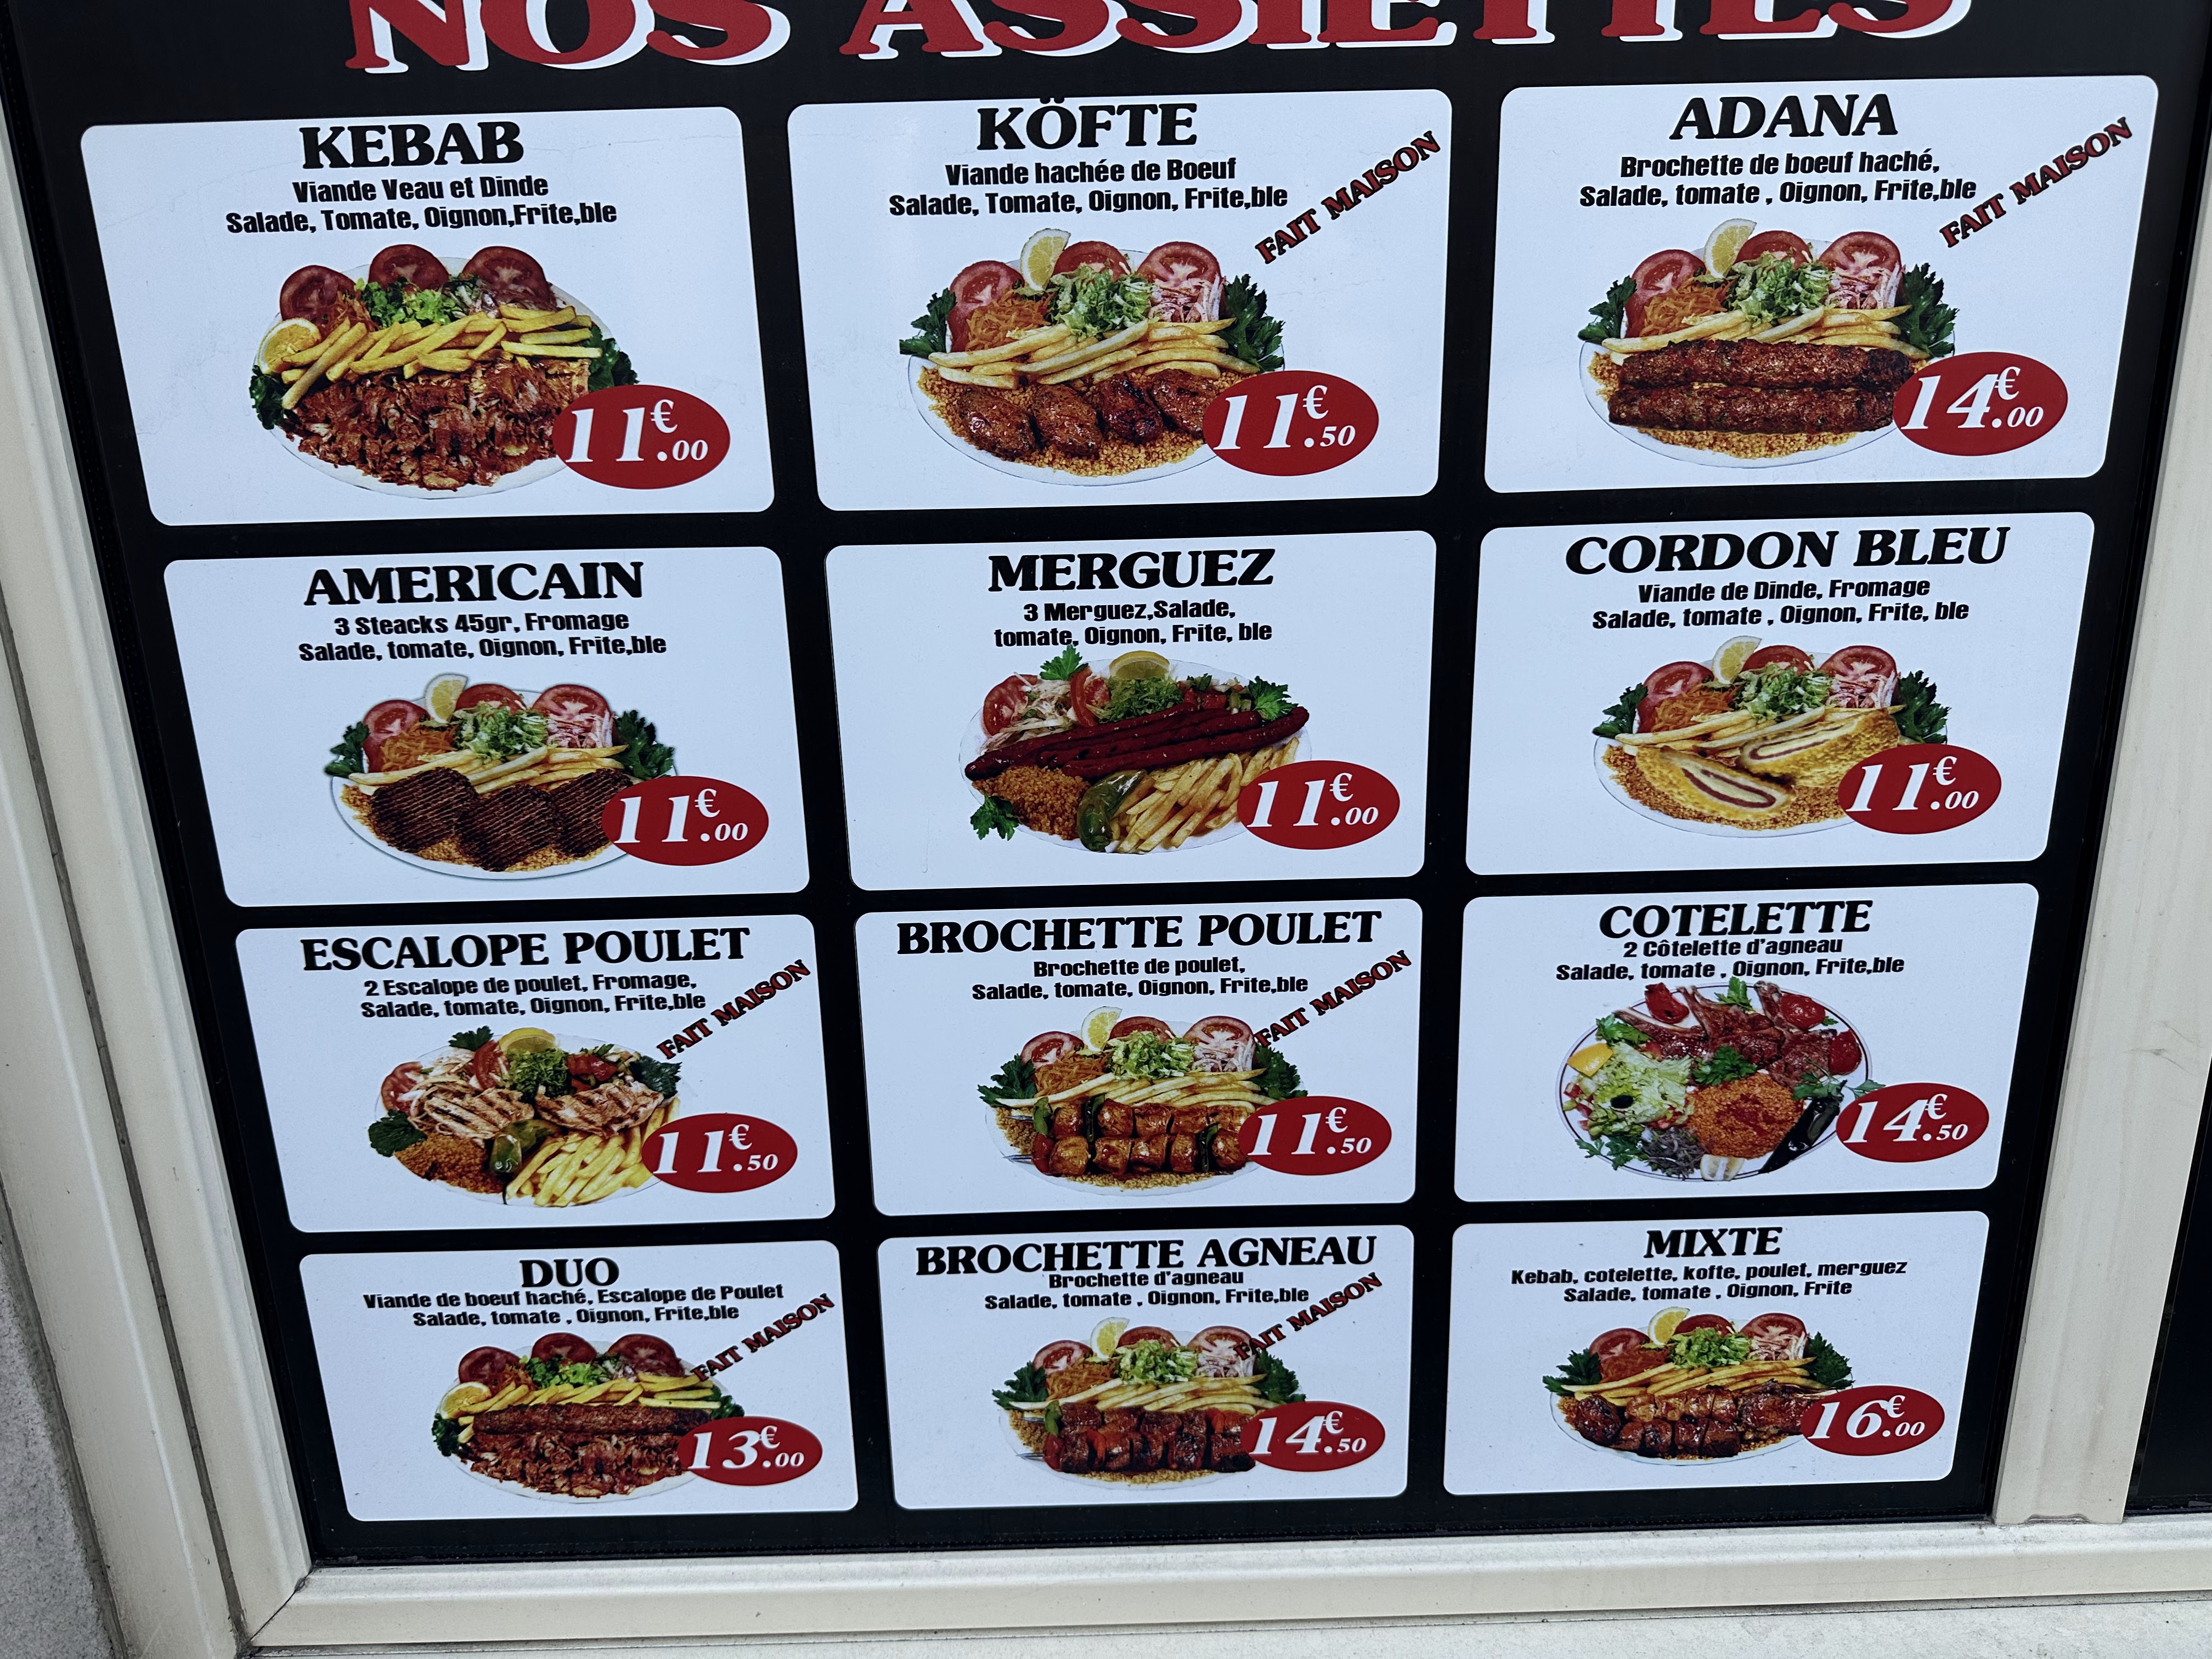 NOS ASSIETTES
KEBAB
Viande Veau et Dinde
Salade, Tomate, Oignon,Frite,ble
11€.00
KÖFTE
Viande hachée de Boeuf
Salade, Tomate, Oignon, Frite,ble
FAIT MAISON
11€.50
ADANA
Brochette de boeuf haché,
Salade, tomate , Oignon, Frite,ble
FAIT MAISON
14€.00
AMERICAIN
3 Steacks 45gr, Fromage
Salade, tomate, Oignon, Frite,ble
11€.00
MERGUEZ
3 Merguez,Salade,
tomate, Oignon, Frite, ble
11€.00
CORDON BLEU
Viande de Dinde, Fromage
Salade, tomate , Oignon, Frite, ble
11€.00
ESCALOPE POULET
2 Escalope de poulet, Fromage,
Salade, tomate, Oignon, Frite,ble
FAIT MAISON
11€.50
BROCHETTE POULET
Brochette de poulet,
Salade, tomate, Oignon, Frite,ble
FAIT MAISON
11€.50
COTELETTE
2 Côtelette d'agneau
Salade, tomate , Oignon, Frite,ble
14€.50
DUO
Viande de boeuf haché, Escalope de Poulet
Salade, tomate , Oignon, Frite,ble
FAIT MAISON
13€.00
BROCHETTE AGNEAU
Brochette d'agneau
Salade, tomate , Oignon, Frite,ble
FAIT MAISON
14€.50
MIXTE
Kebab, cotelette, kofte, poulet, merguez
Salade, tomate , Oignon, Frite
16€.00